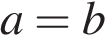 a = b